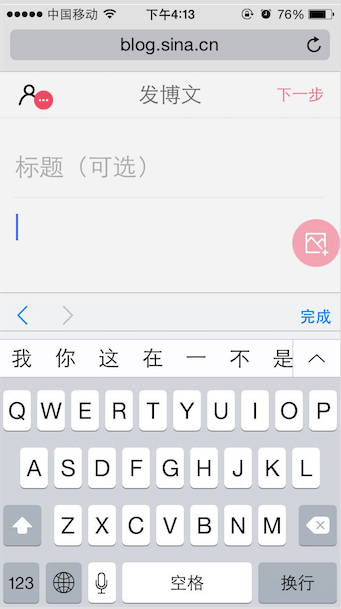 中国移动 下午4:13 76%
blog.sina.cn
发博文 下一步
标题（可选）
完成
我 你 这 在 一 不 是
Q W E R T Y U I O P
A S D F G H J K L
Z X C V B N M
123 空格 换行